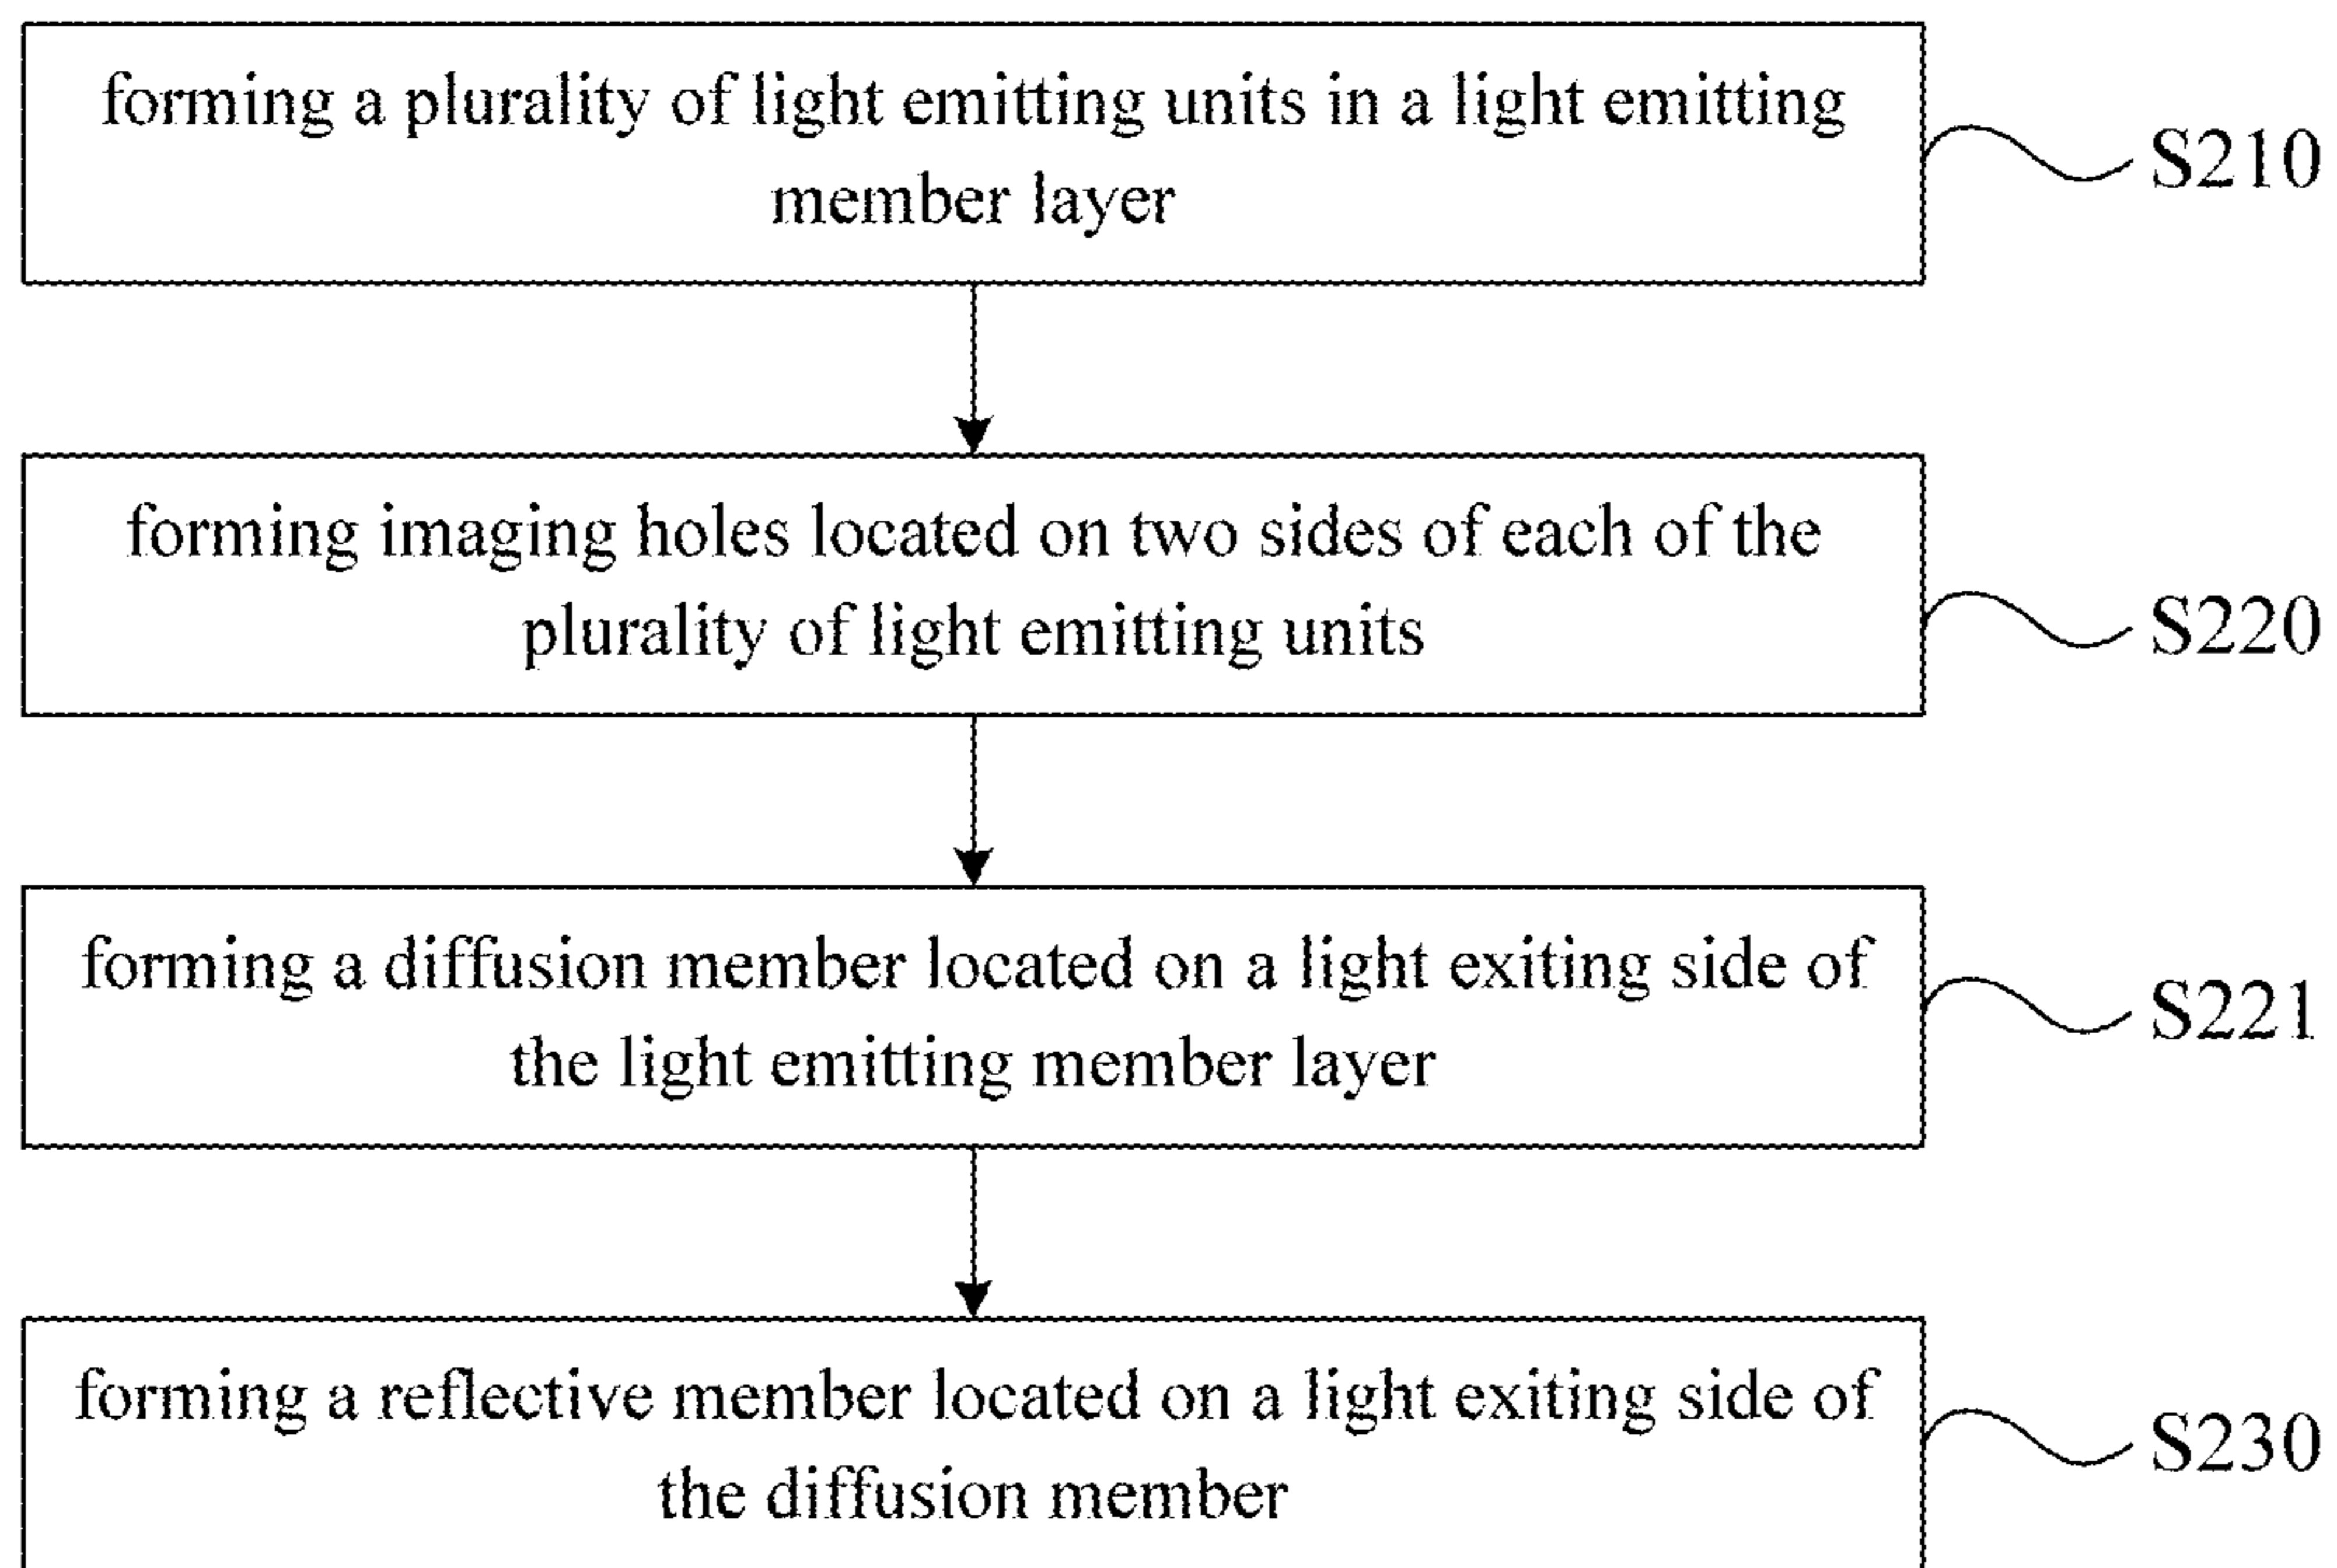 forming a plurality of light emitting units in a light emitting
member layer
S210
forming imaging holes located on two sides of each of the
plurality of light emitting units
S220
forming a diffusion member located on a light exiting side of
the light emitting member layer
S221
forming a reflective member located on a light exiting side of
the diffusion member
S230